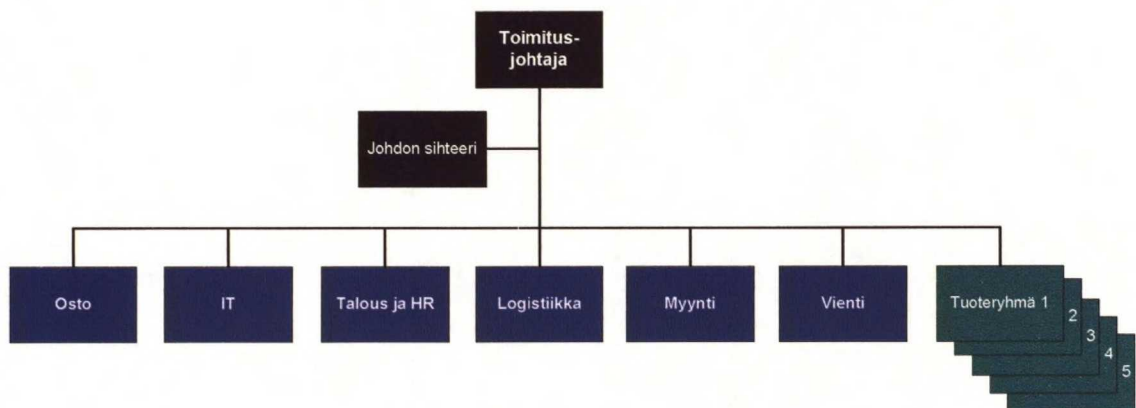 Toimitus-
johtaja
Johdon sihteeri
Osto
IT
Talous ja HR
Logistiikka
Myynti
Vienti
Tuoteryhmä 1
2
3
4
5